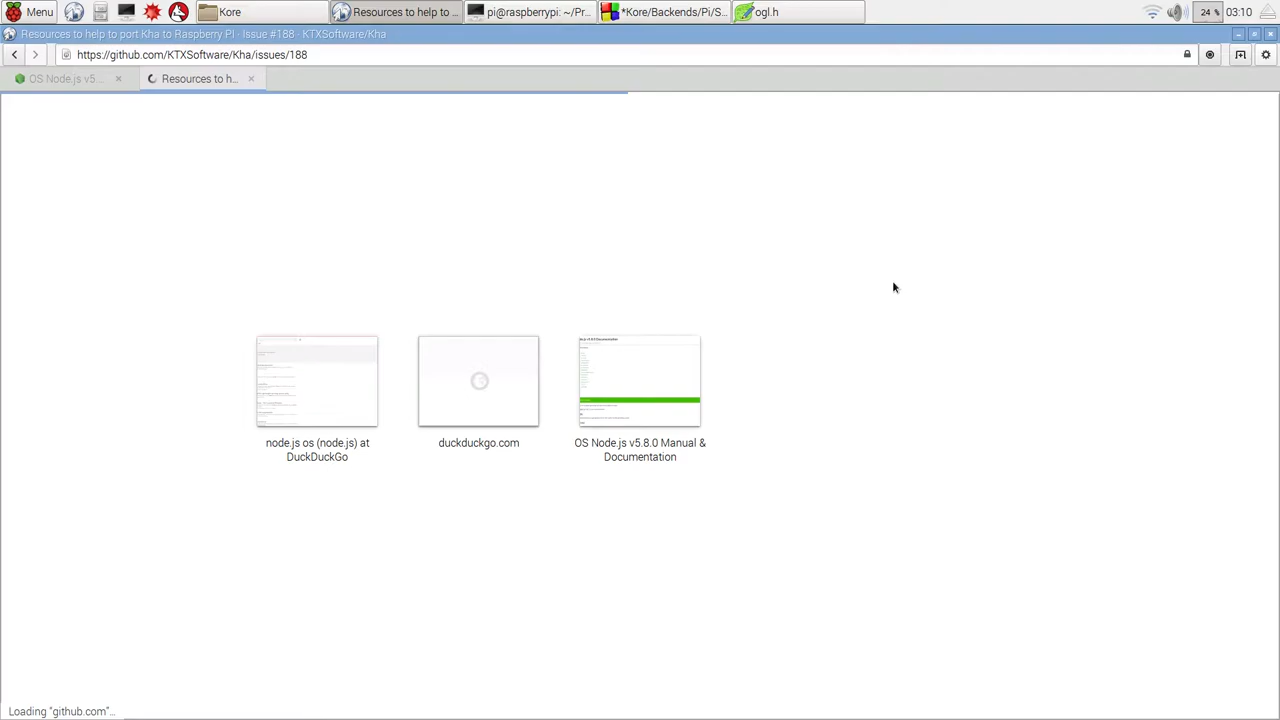 Menu
Kore
Resources to help to ...
pi@raspberrypi: ~/Pr...
*Kore/Backends/Pi/S...
ogl.h
24 %
03:10
Resources to help to port Kha to Raspberry PI · Issue #188 · KTXSoftware/Kha
https://github.com/KTXSoftware/Kha/issues/188
OS Node.js v5...
Resources to h...
node.js os (node.js) at
DuckDuckGo
duckduckgo.com
OS Node.js v5.8.0 Manual &
Documentation
Loading "github.com"...